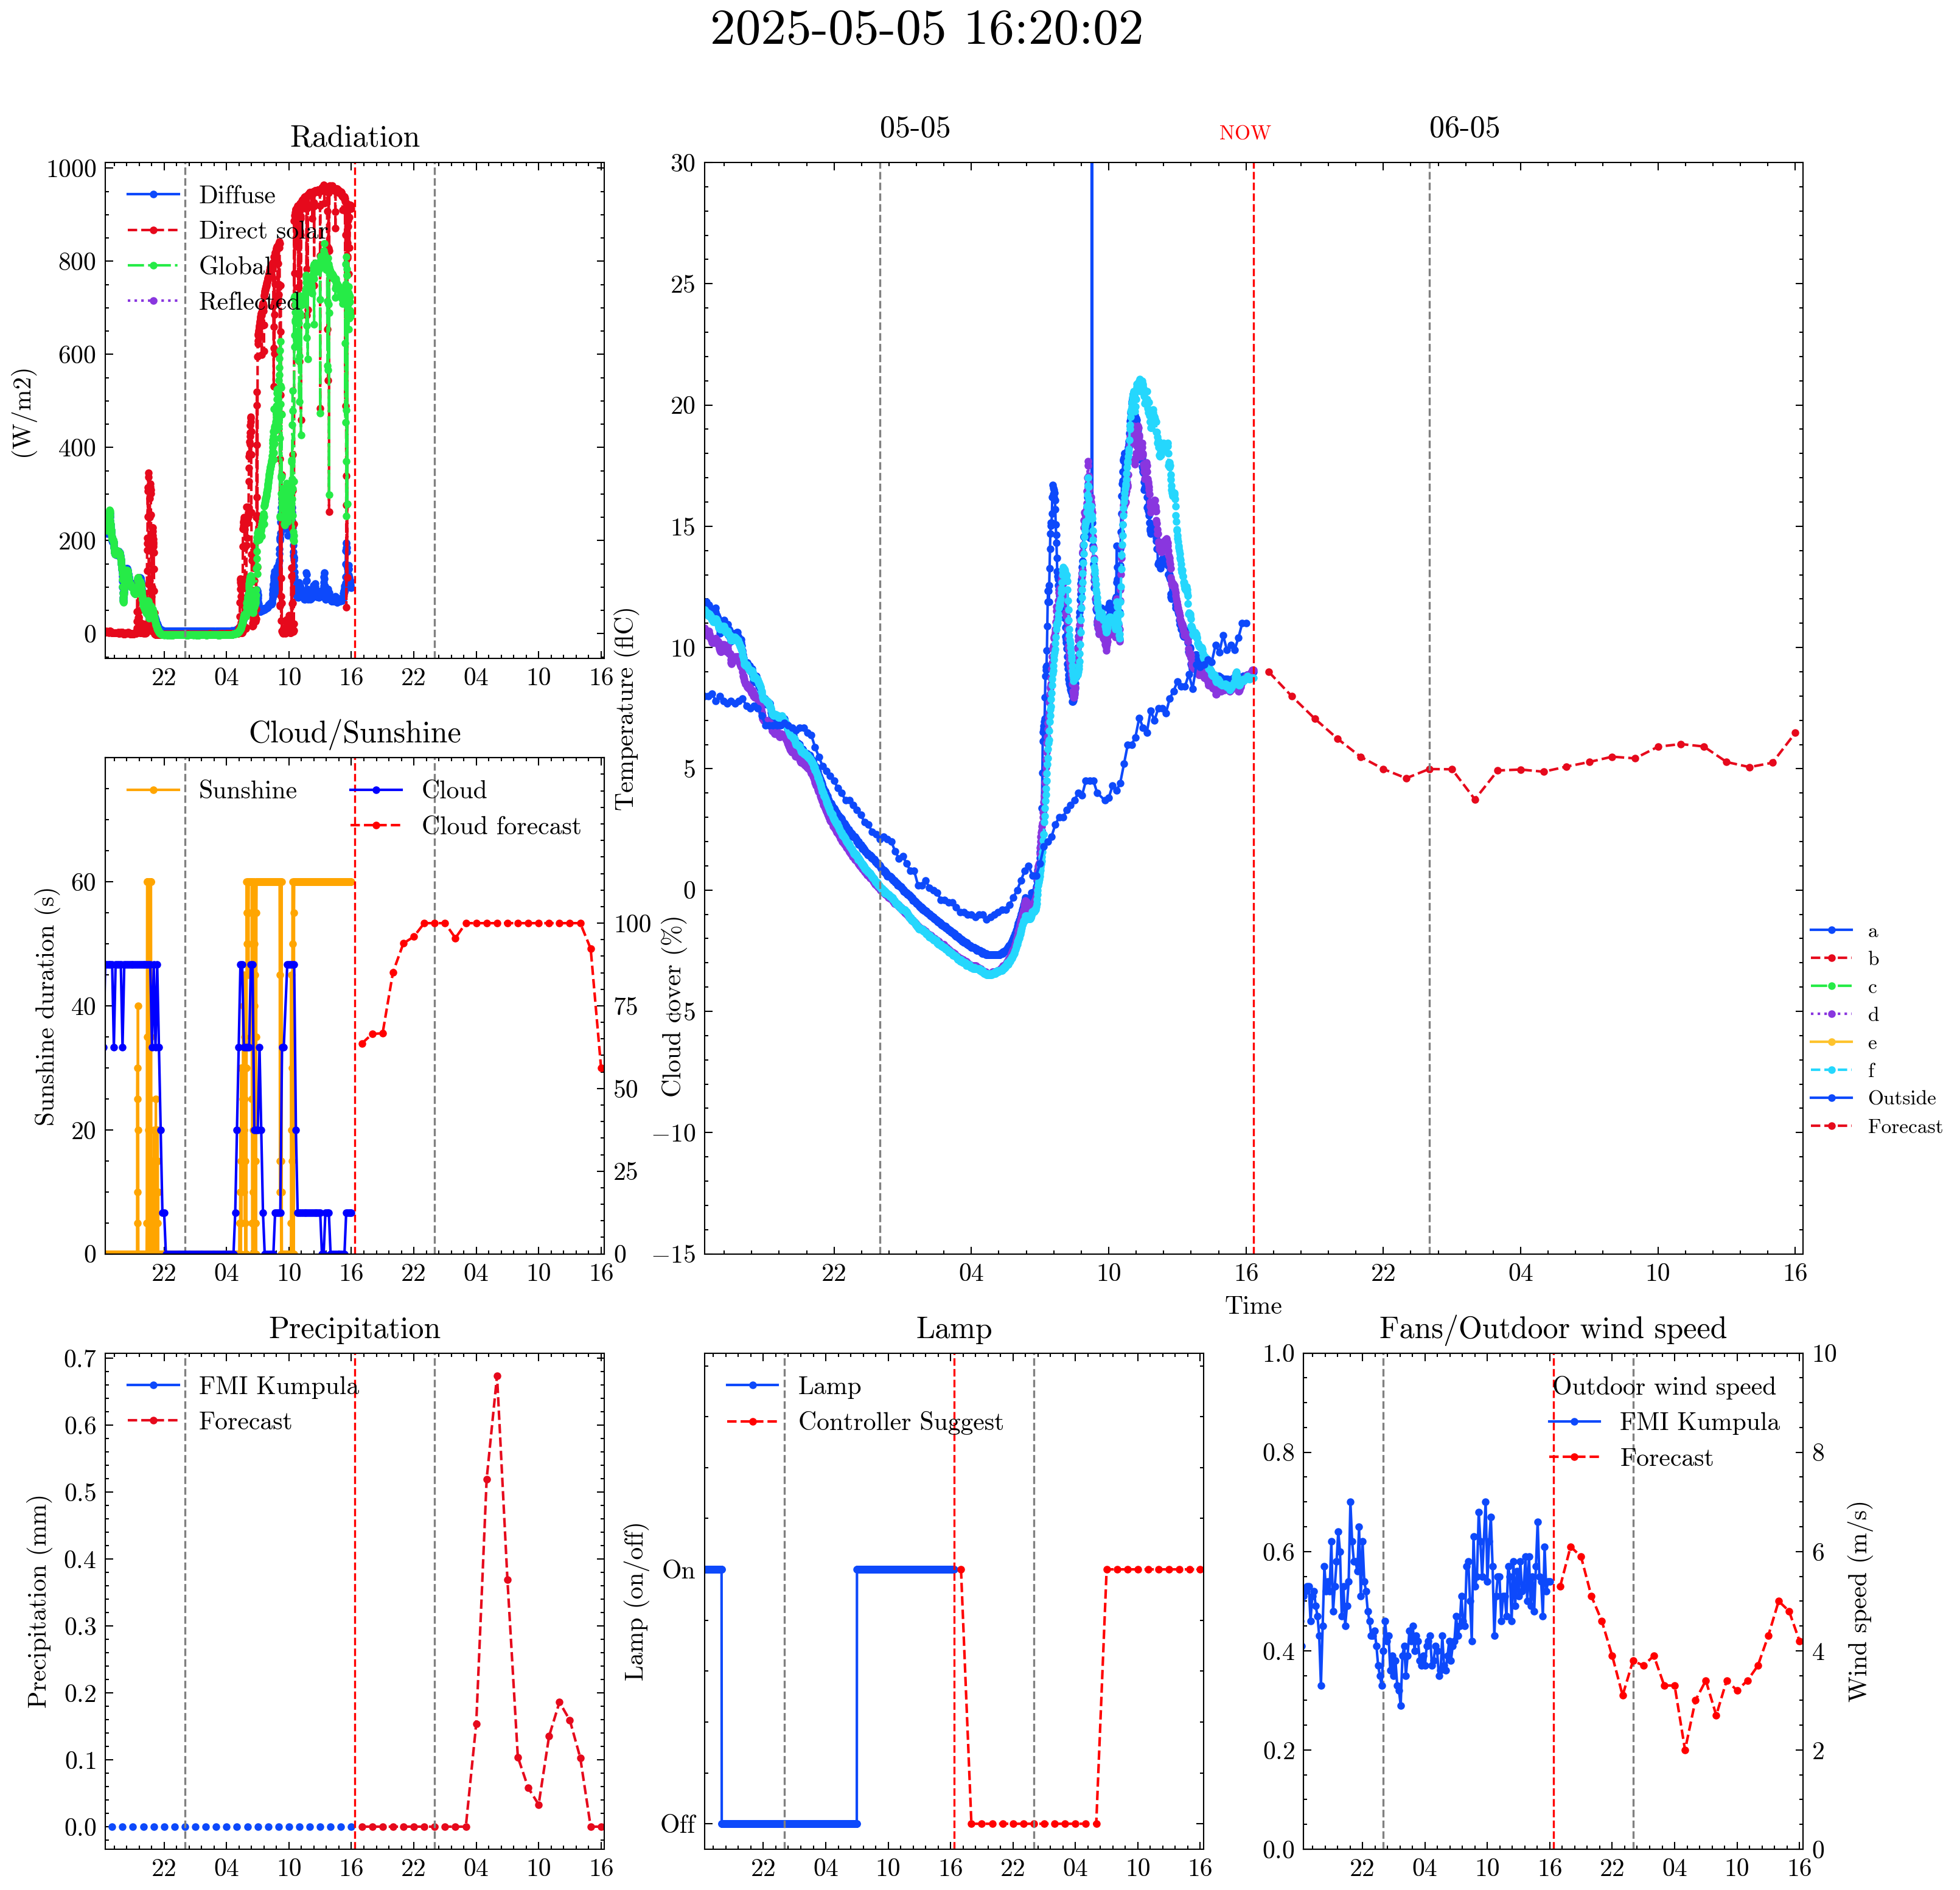 2025-05-05 16:20:02
Radiation
05-05
NOW
06-05
1000
800
600
400
200
0
(W/m2)
Diffuse
Direct solar
Global
Reflected
22 04 10 16 22 04 10 16
30
25
20
15
10
5
0
−5
−10
−15
Temperature (flC)
22 04 10 16 22 04 10 16
Time
a
b
c
d
e
f
Outside
Forecast
Cloud/Sunshine
Sunshine
Cloud
Cloud forecast
60
40
20
0
Sunshine duration (s)
100
75
50
25
0
Cloud cover (%)
22 04 10 16 22 04 10 16
Precipitation
FMI Kumpula
Forecast
0.7
0.6
0.5
0.4
0.3
0.2
0.1
0.0
Precipitation (mm)
22 04 10 16 22 04 10 16
Lamp
Lamp
Controller Suggest
On
Off
Lamp (on/off)
22 04 10 16 22 04 10 16
Fans/Outdoor wind speed
Outdoor wind speed
FMI Kumpula
Forecast
1.0
0.8
0.6
0.4
0.2
0.0
10
8
6
4
2
0
Wind speed (m/s)
22 04 10 16 22 04 10 16